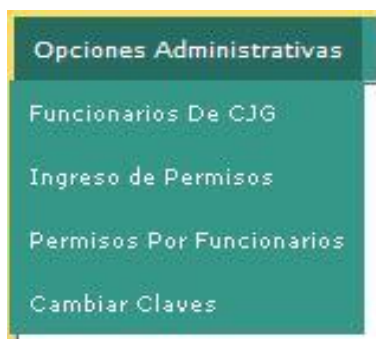 Opciones Administrativas
Funcionarios De CJG
Ingreso de Permisos
Permisos Por Funcionarios
Cambiar Claves